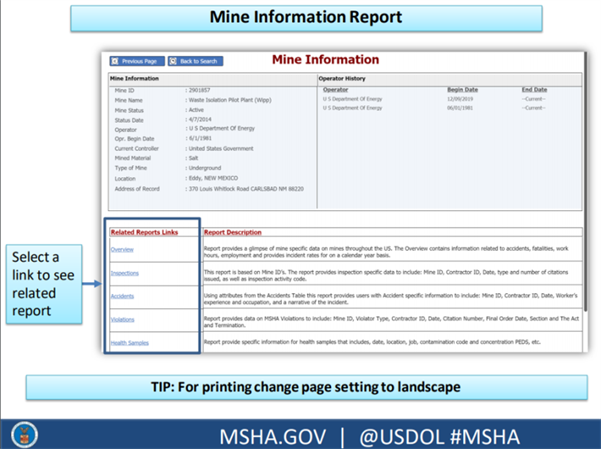 Mine Information Report
Previous Page
Back to Search
Mine Information
Mine Information
Mine ID : 2901857
Mine Name : Waste Isolation Pilot Plant (Wipp)
Mine Status : Active
Status Date : 4/7/2014
Operator : U S Department Of Energy
Opr. Begin Date : 6/1/1981
Current Controller : United States Government
Mined Material : Salt
Type of Mine : Underground
Location : Eddy, NEW MEXICO
Address of Record : 370 Louis Whitlock Road CARLSBAD NM 88220
Operator History
Operator Begin Date End Date
U S Department Of Energy 12/09/2019 --Current--
U S Department Of Energy 06/01/1981 --Current--
Select a
link to see
related
report
Related Reports Links Report Description
Overview
Report provides a glimpse of mine specific data on mines throughout the US. The Overview contains information related to accidents, fatalities, work
hours, employment and provides incident rates for on a calendar year basis.
Inspections
This report is based on Mine ID's. The report provides inspection specific data to include: Mine ID, Contractor ID, Date, type and number of citations
issued, as well as inspection activity code.
Accidents
Using attributes from the Accidents Table this report provides users with Accident specific information to include: Mine ID, Contractor ID, Date, Worker's
experience and occupation, and a narrative of the incident.
Violations
Report provides data on MSHA Violations to include: Mine ID, Violator Type, Contractor ID, Date, Citation Number, Final Order Date, Section and The Act
and Termination.
Health Samples
Report provide specific information for health samples that includes, date, location, job, contamination code and concentration PEDS, etc.
TIP: For printing change page setting to landscape
MSHA.GOV | @USDOL #MSHA